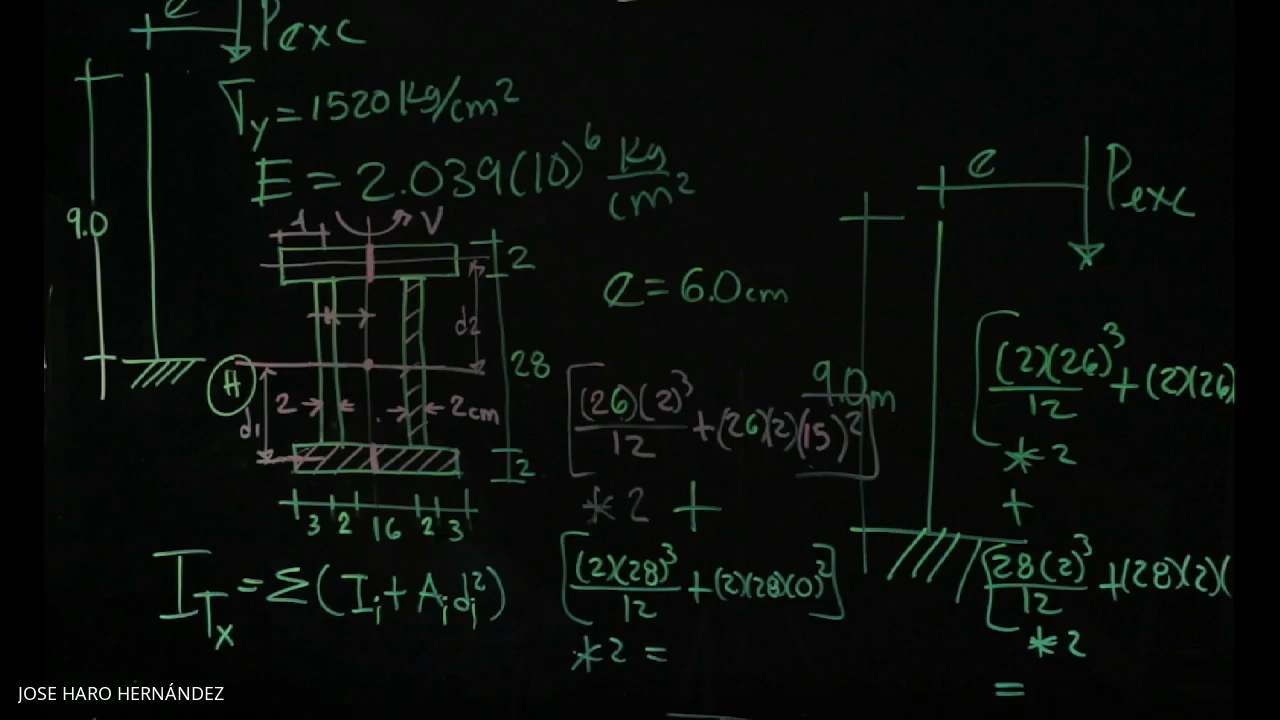 e
Pexc
σy = 1520 Kg/cm²
E = 2.039(10)⁶ Kg/cm²
9.0
1
V
2
d2
28
H
d1
2
2cm
2
3 2 16 2 3
e = 6.0cm
e
Pexc
9.0m
[(26)(2)³/12 + (26)(2)(15)²]
*2 +
[(2)(28)³/12 + (2)(28)(0)²]
*2 =
[(2)(26)³/12 + (2)(26)
*2
+
[28(2)³/12 + (28)(2)(
*2
=
ITx = Σ(Ii + Aidi²)
JOSE HARO HERNÁNDEZ